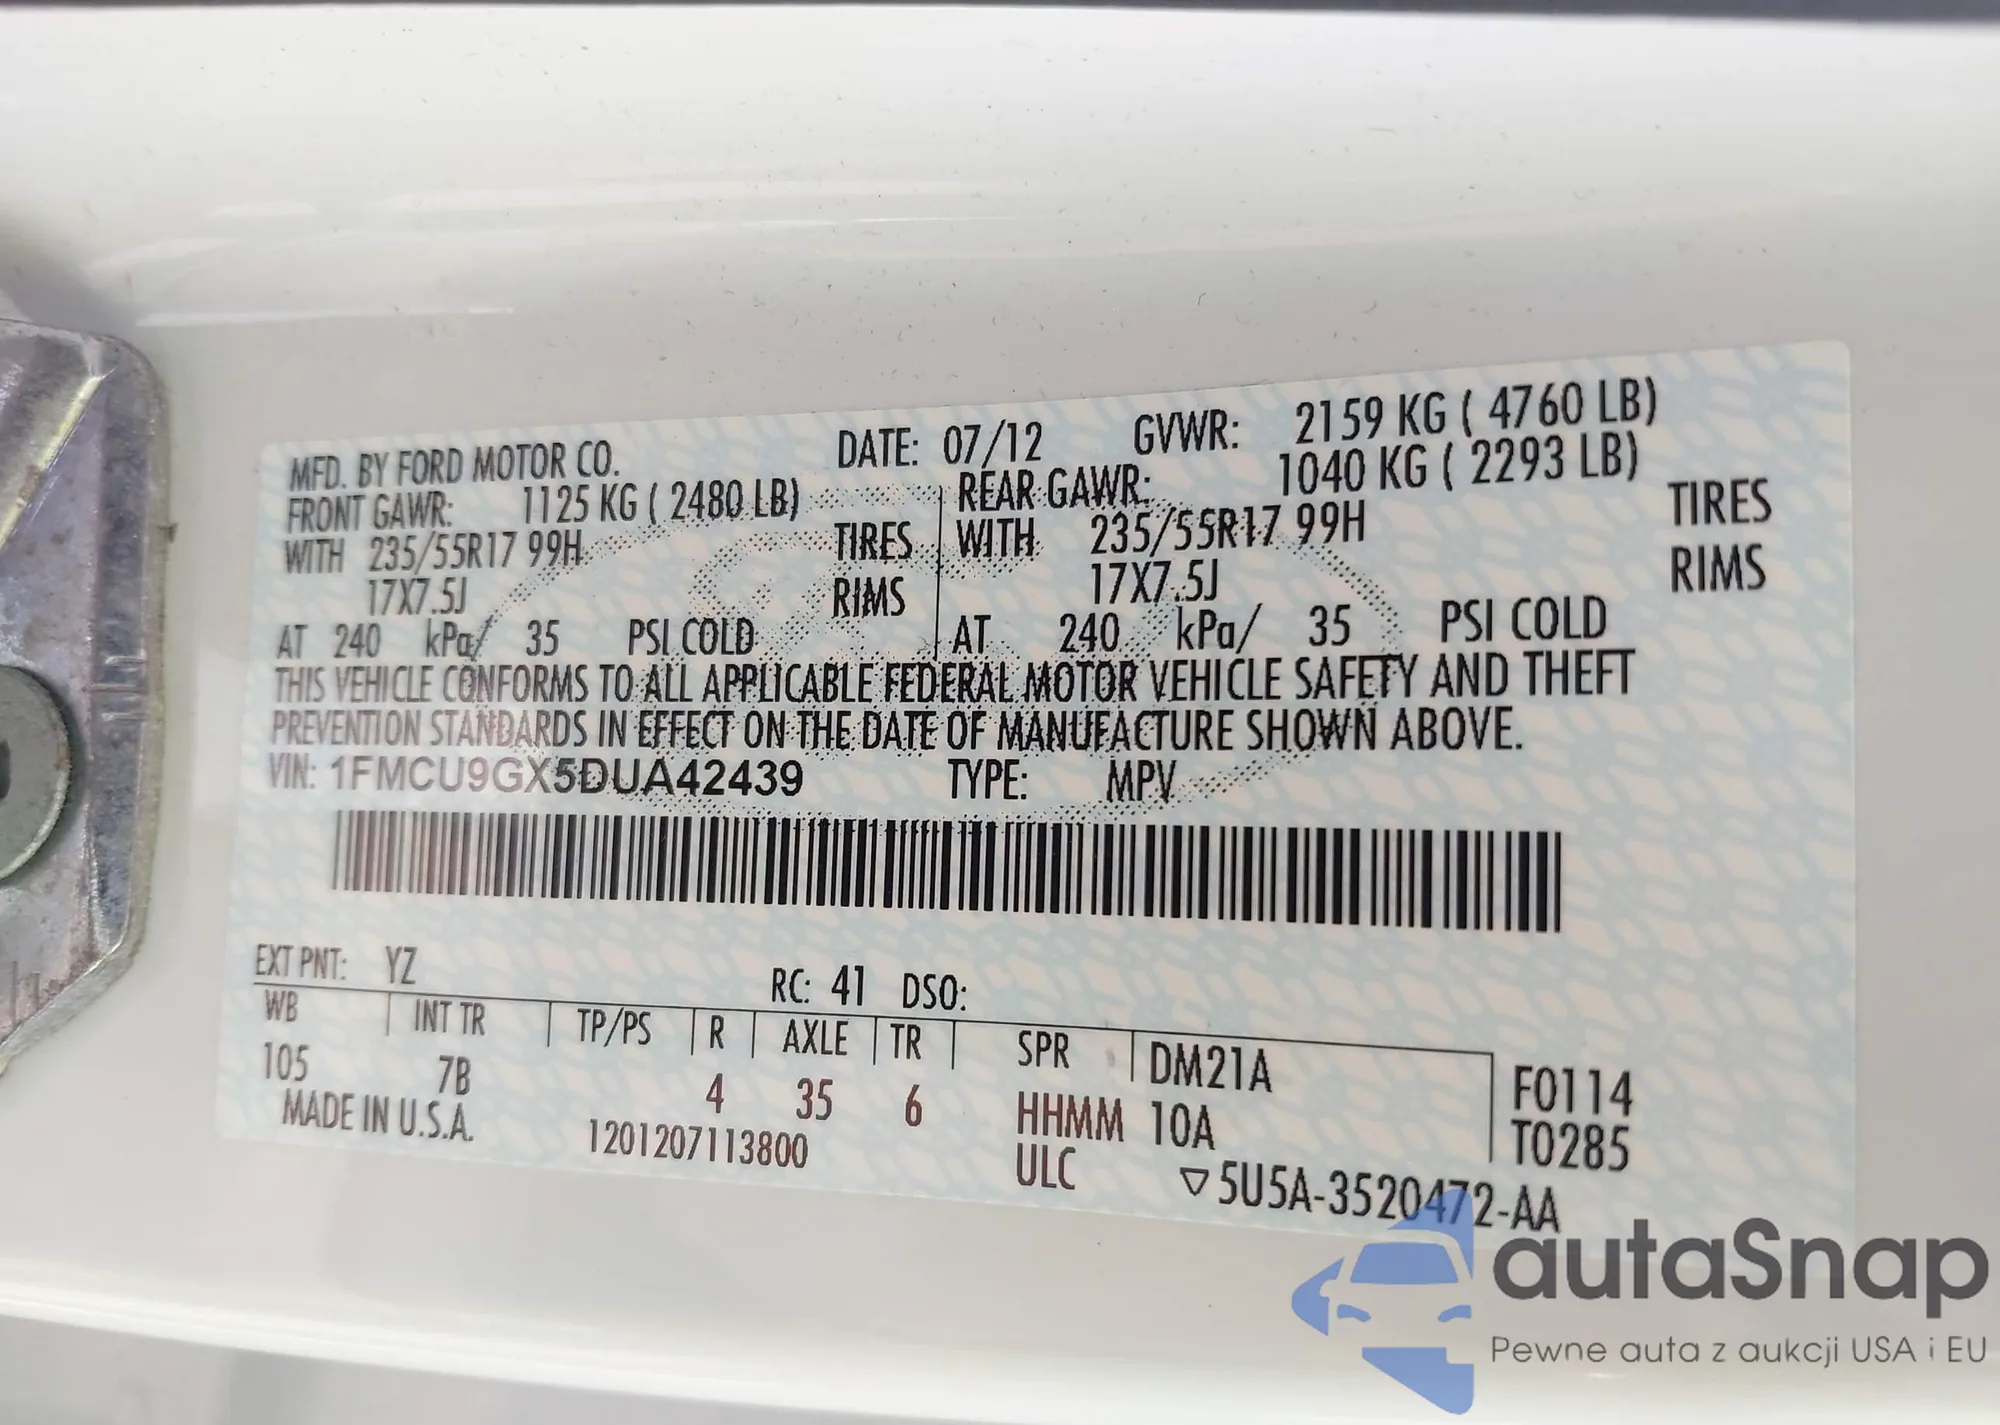 MFD. BY FORD MOTOR CO. DATE: 07/12 GVWR: 2159 KG ( 4760 LB)
FRONT GAWR: 1125 KG ( 2480 LB) REAR GAWR: 1040 KG ( 2293 LB)
WITH 235/55R17 99H TIRES WITH 235/55R17 99H TIRES
17X7.5J RIMS 17X7.5J RIMS
AT 240 kPa/ 35 PSI COLD AT 240 kPa/ 35 PSI COLD
THIS VEHICLE CONFORMS TO ALL APPLICABLE FEDERAL MOTOR VEHICLE SAFETY AND THEFT
PREVENTION STANDARDS IN EFFECT ON THE DATE OF MANUFACTURE SHOWN ABOVE.
VIN: 1FMCU9GX5DUA42439 TYPE: MPV
EXT PNT: YZ RC: 41 DSO:
WB INT TR TP/PS R AXLE TR SPR DM21A F0114
105 7B 4 35 6 HHMM 10A T0285
MADE IN U.S.A. 1201207113800 ULC ▽5U5A-3520472-AA
autaSnap
Pewne auta z aukcji USA i EU